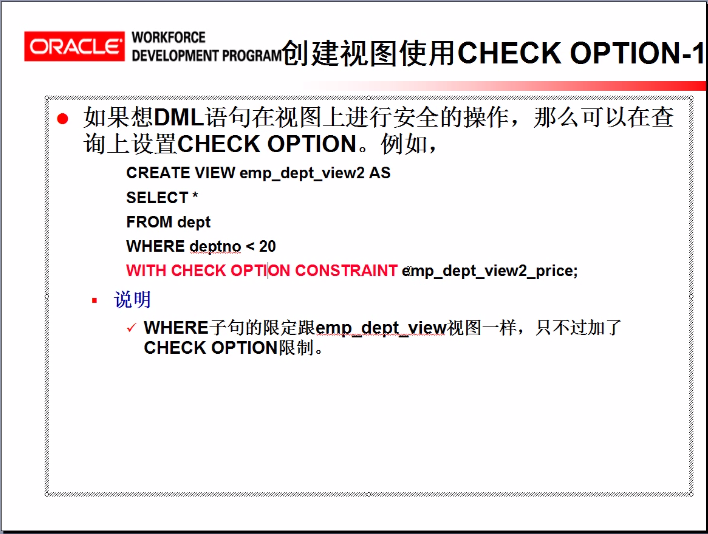 ORACLE WORKFORCE
DEVELOPMENT PROGRAM
创建视图使用CHECK OPTION-1
如果想DML语句在视图上进行安全的操作，那么可以在查
询上设置CHECK OPTION。例如，
CREATE VIEW emp_dept_view2 AS
SELECT *
FROM dept
WHERE deptno < 20
WITH CHECK OPTION CONSTRAINT emp_dept_view2_price;
说明
WHERE子句的限定跟emp_dept_view视图一样，只不过加了
CHECK OPTION限制。